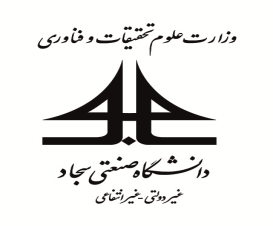 وزارت علوم تحقیقات و فناوری
دانشگاه صنعتی سجاد
غیردولتی-غیرانتفاعی